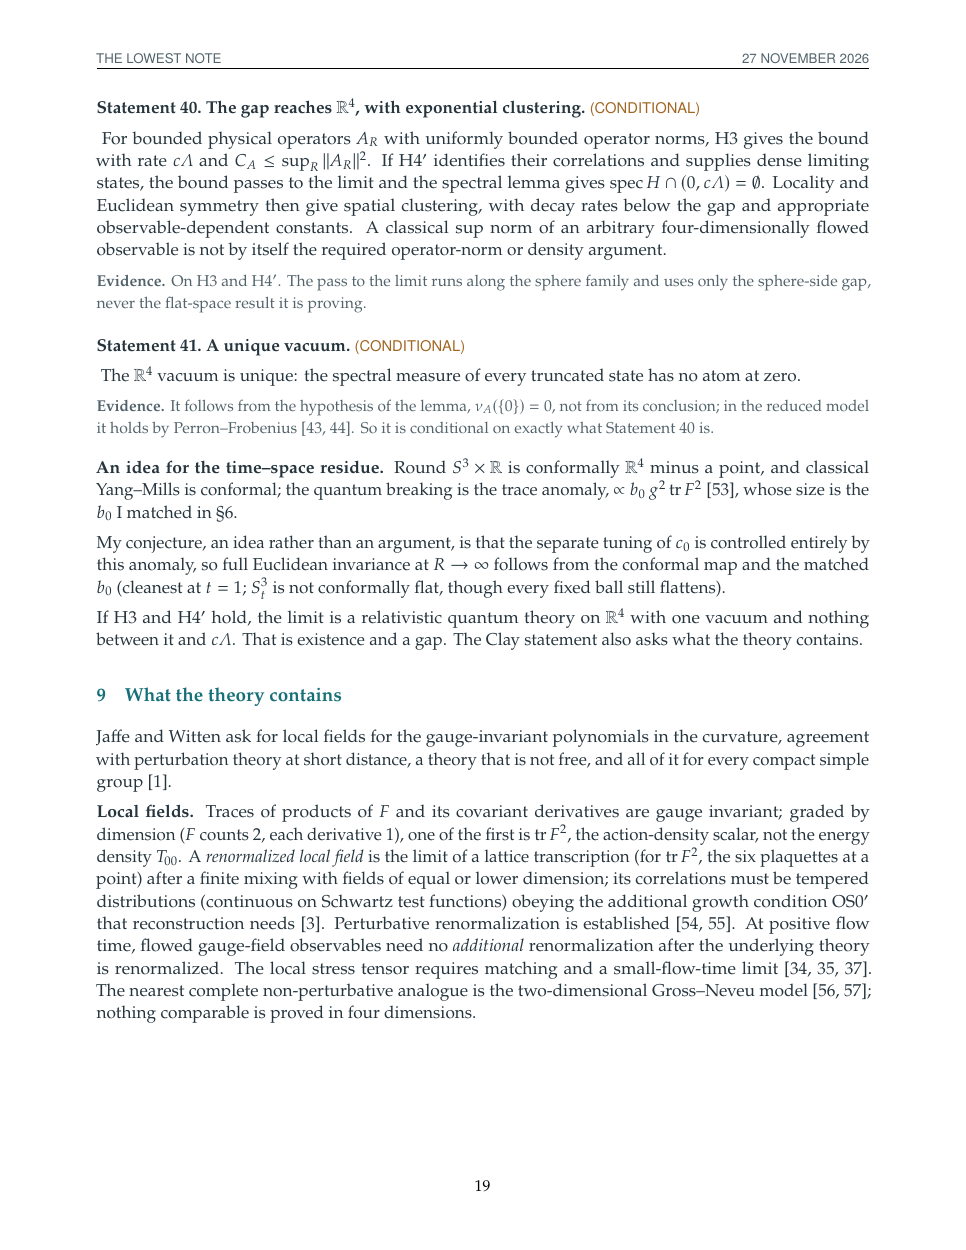 THE LOWEST NOTE 27 NOVEMBER 2026
Statement 40. The gap reaches ℝ⁴, with exponential clustering. (CONDITIONAL)
For bounded physical operators A_R with uniformly bounded operator norms, H3 gives the bound
with rate cΛ and C_A ≤ sup_R ‖A_R‖². If H4′ identifies their correlations and supplies dense limiting
states, the bound passes to the limit and the spectral lemma gives spec H ∩ (0, cΛ) = ∅. Locality and
Euclidean symmetry then give spatial clustering, with decay rates below the gap and appropriate
observable-dependent constants. A classical sup norm of an arbitrary four-dimensionally flowed
observable is not by itself the required operator-norm or density argument.
Evidence. On H3 and H4′. The pass to the limit runs along the sphere family and uses only the sphere-side gap,
never the flat-space result it is proving.
Statement 41. A unique vacuum. (CONDITIONAL)
The ℝ⁴ vacuum is unique: the spectral measure of every truncated state has no atom at zero.
Evidence. It follows from the hypothesis of the lemma, ν_A({0}) = 0, not from its conclusion; in the reduced model
it holds by Perron–Frobenius [43, 44]. So it is conditional on exactly what Statement 40 is.
An idea for the time–space residue. Round S³ × ℝ is conformally ℝ⁴ minus a point, and classical
Yang–Mills is conformal; the quantum breaking is the trace anomaly, ∝ b₀ g² tr F² [53], whose size is the
b₀ I matched in §6.
My conjecture, an idea rather than an argument, is that the separate tuning of c₀ is controlled entirely by
this anomaly, so full Euclidean invariance at R → ∞ follows from the conformal map and the matched
b₀ (cleanest at t = 1; S³_t is not conformally flat, though every fixed ball still flattens).
If H3 and H4′ hold, the limit is a relativistic quantum theory on ℝ⁴ with one vacuum and nothing
between it and cΛ. That is existence and a gap. The Clay statement also asks what the theory contains.
9 What the theory contains
Jaffe and Witten ask for local fields for the gauge-invariant polynomials in the curvature, agreement
with perturbation theory at short distance, a theory that is not free, and all of it for every compact simple
group [1].
Local fields. Traces of products of F and its covariant derivatives are gauge invariant; graded by
dimension (F counts 2, each derivative 1), one of the first is tr F², the action-density scalar, not the energy
density T₀₀. A renormalized local field is the limit of a lattice transcription (for tr F², the six plaquettes at a
point) after a finite mixing with fields of equal or lower dimension; its correlations must be tempered
distributions (continuous on Schwartz test functions) obeying the additional growth condition OS0′
that reconstruction needs [3]. Perturbative renormalization is established [54, 55]. At positive flow
time, flowed gauge-field observables need no additional renormalization after the underlying theory
is renormalized. The local stress tensor requires matching and a small-flow-time limit [34, 35, 37].
The nearest complete non-perturbative analogue is the two-dimensional Gross–Neveu model [56, 57];
nothing comparable is proved in four dimensions.
19